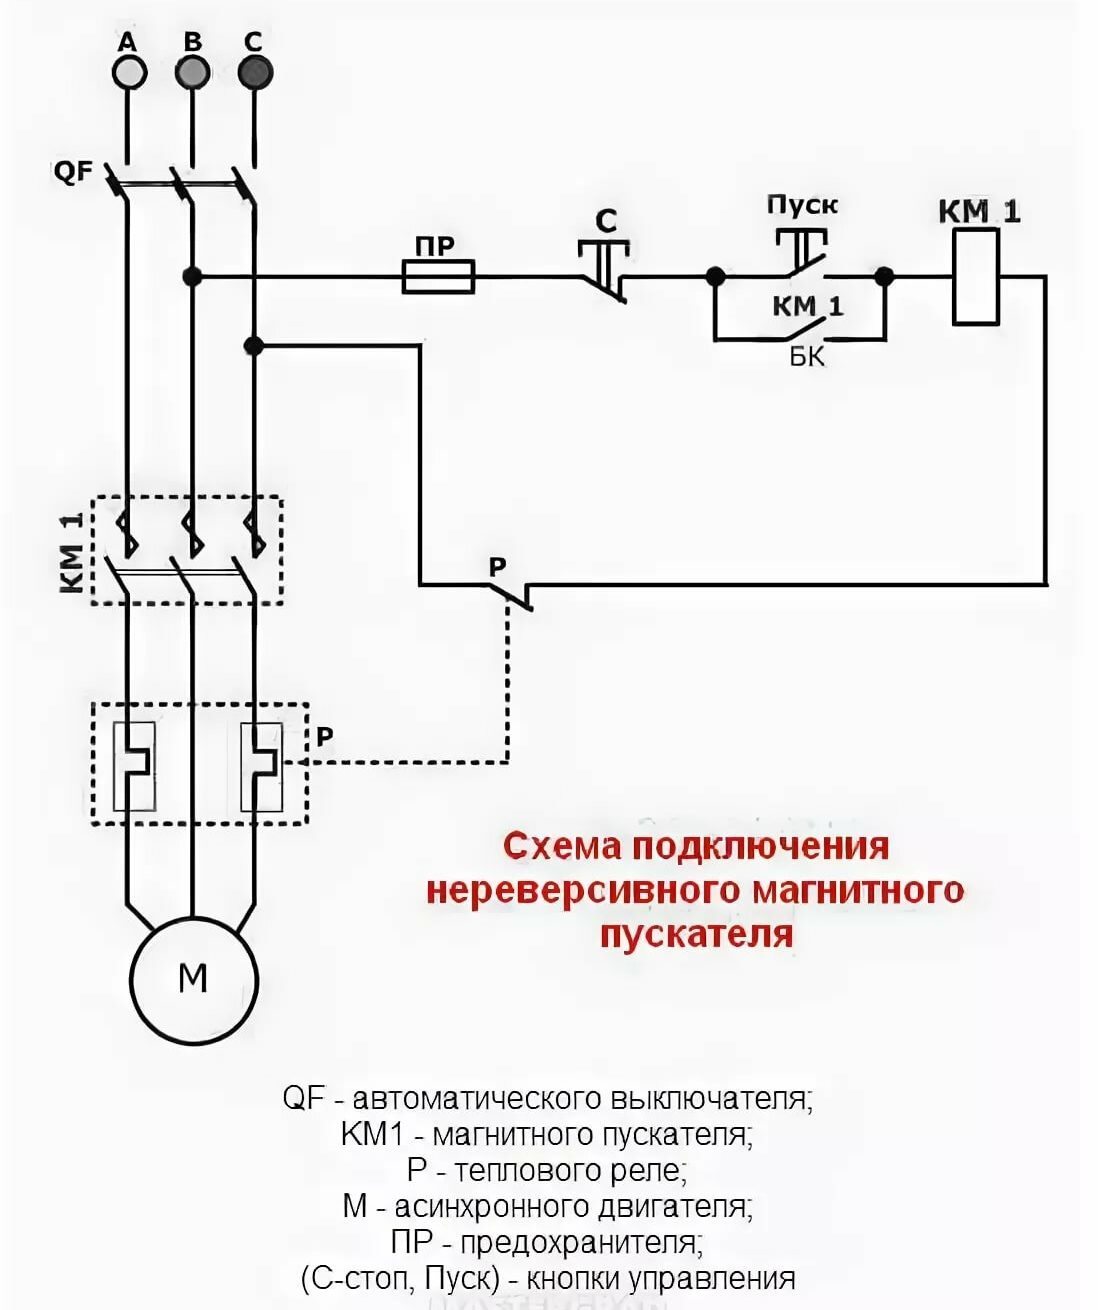 A B C
QF
ПР
С
Пуск
КМ 1
КМ 1
БК
КМ 1
Р
Р
Схема подключения
нереверсивного магнитного
пускателя
М
QF - автоматического выключателя;
КМ1 - магнитного пускателя;
Р - теплового реле;
М - асинхронного двигателя;
ПР - предохранителя;
(С-стоп, Пуск) - кнопки управления